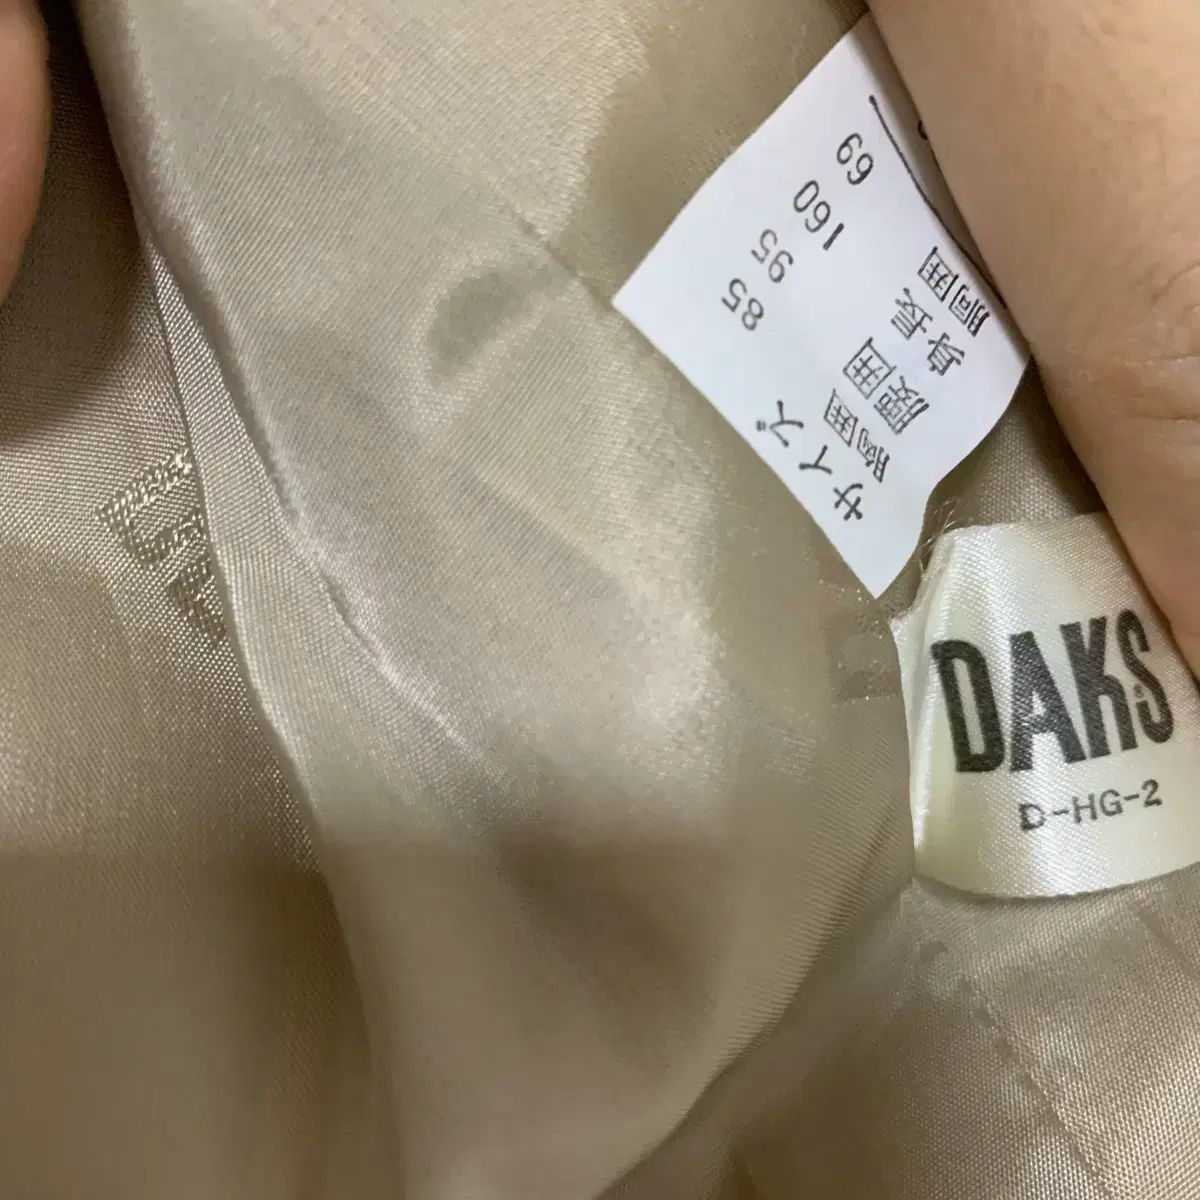 サイズ
胸囲 85
腰囲 95
身長 160
胴囲 69
DAKS
D-HG-2